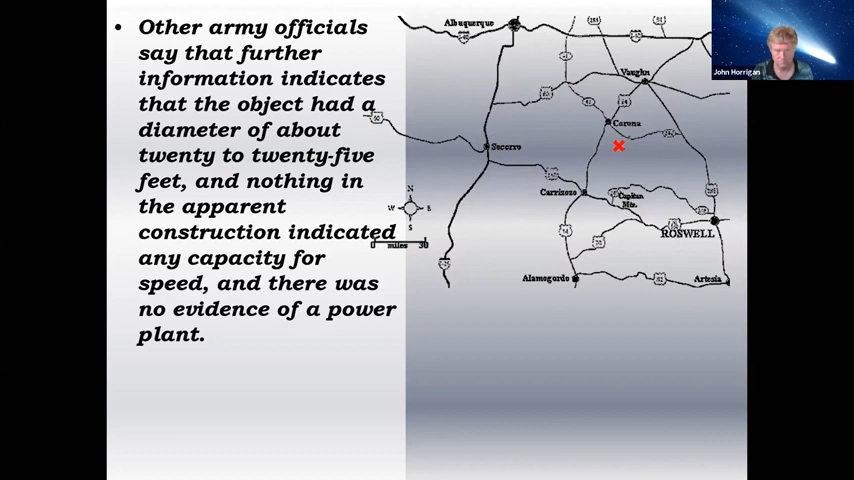 • Other army officials
say that further
information indicates
that the object had a
diameter of about
twenty to twenty-five
feet, and nothing in
the apparent
construction indicated
any capacity for
speed, and there was
no evidence of a power
plant.
Albuquerque
Vaughn
Corona
Socorro
Carrizozo
Capitan
Mts.
ROSWELL
Alamogordo
Artesia
N
W E
S
0 miles 30
60
54
John Horrigan